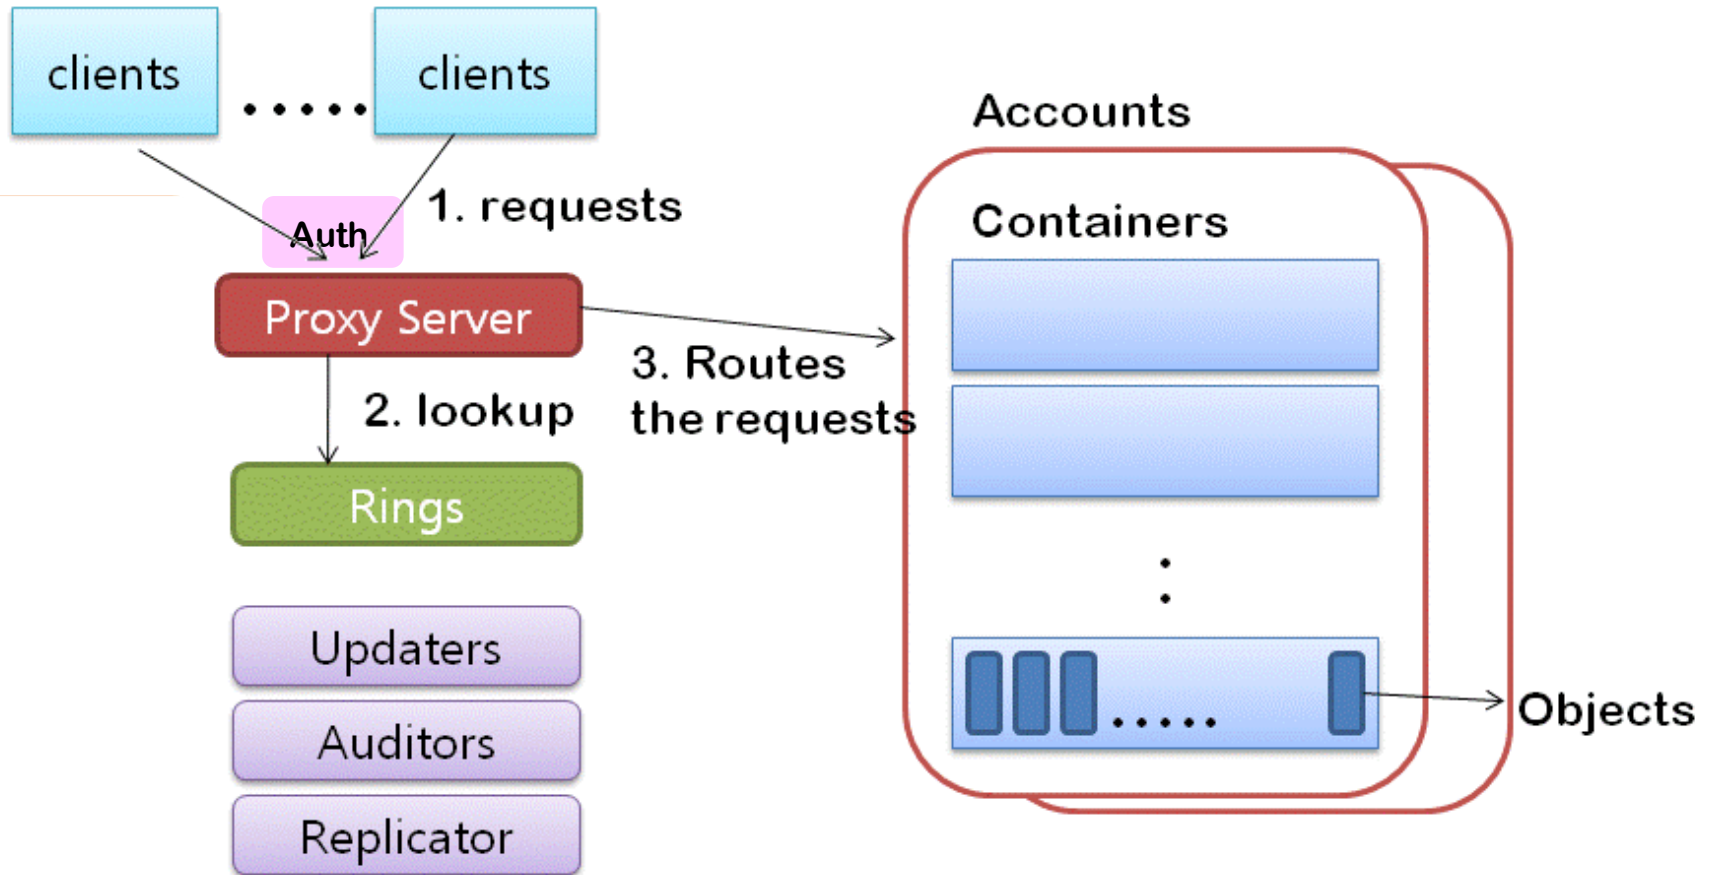 clients
clients
Accounts
1. requests
Auth
Containers
Proxy Server
3. Routes
the requests
2. lookup
Rings
Updaters
Auditors
Replicator
Objects